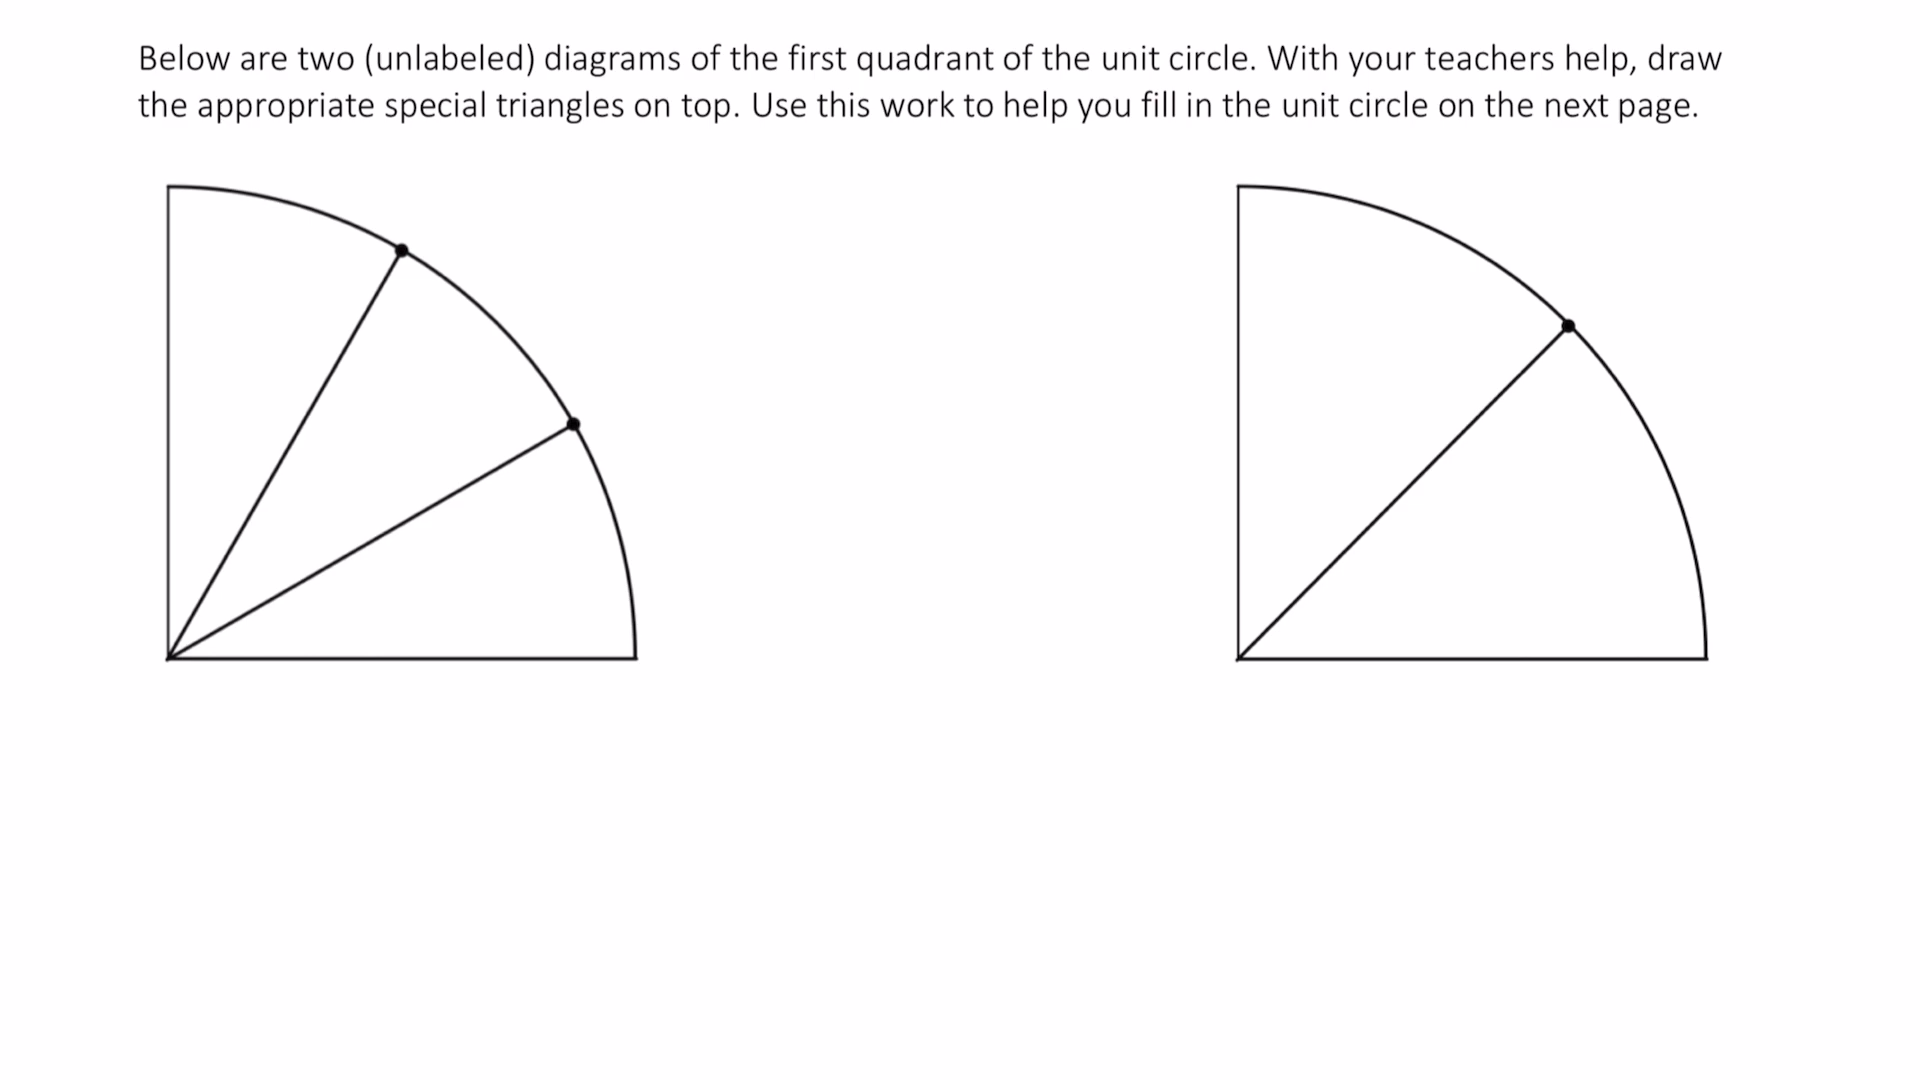 Below are two (unlabeled) diagrams of the first quadrant of the unit circle. With your teachers help, draw
the appropriate special triangles on top. Use this work to help you fill in the unit circle on the next page.